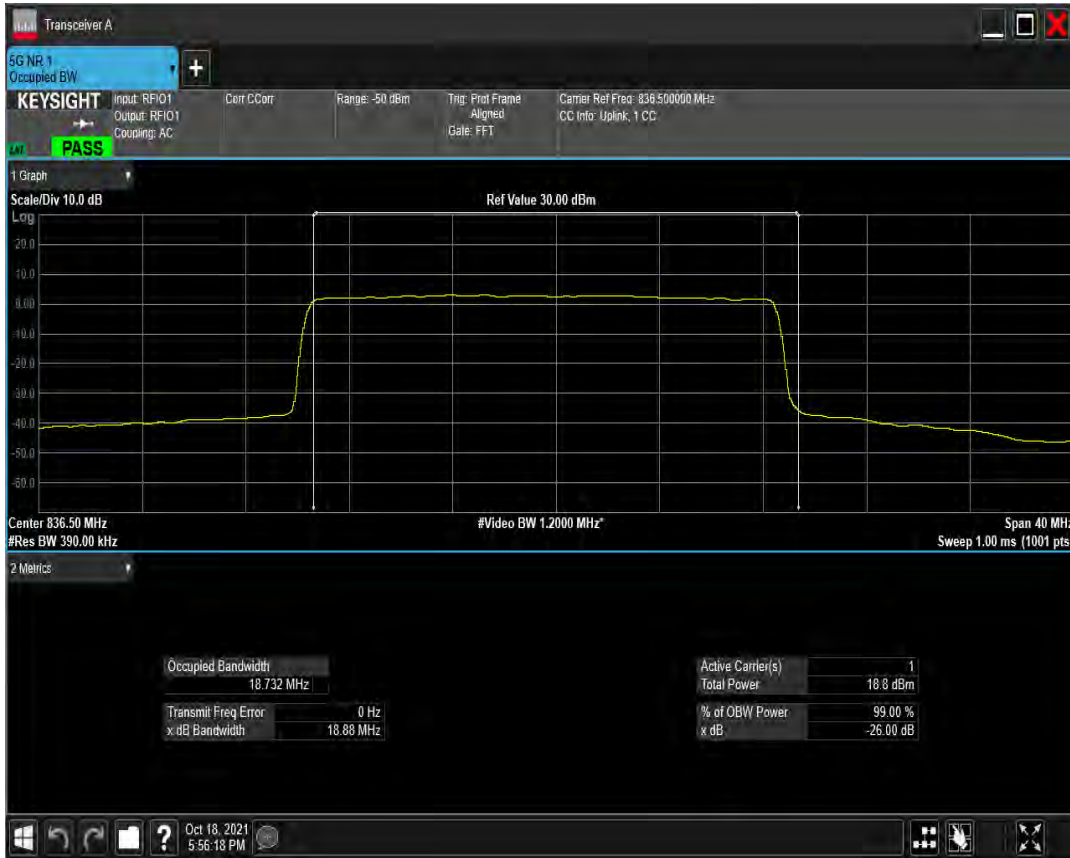 Transceiver A
5G NR 1
Occupied BW
+
KEYSIGHT
Input: RFIO1
Output: RFIO1
Coupling: AC
Corr CCorr
Range: -50 dBm
Trig: Prot Frame
Aligned
Gate: FFT
Carrier Ref Freq: 836.500000 MHz
CC Info: Uplink, 1 CC
PASS
1 Graph
Scale/Div 10.0 dB
Ref Value 30.00 dBm
Log
20.0
10.0
0.00
-10.0
-20.0
-30.0
-40.0
-50.0
-60.0
Center 836.50 MHz
#Video BW 1.2000 MHz*
Span 40 MHz
#Res BW 390.00 kHz
Sweep 1.00 ms (1001 pts
2 Metrics
Occupied Bandwidth
18.732 MHz
Transmit Freq Error 0 Hz
x dB Bandwidth 18.88 MHz
Active Carrier(s) 1
Total Power 18.8 dBm
% of OBW Power 99.00 %
x dB -26.00 dB
?
Oct 18, 2021
5:56:18 PM